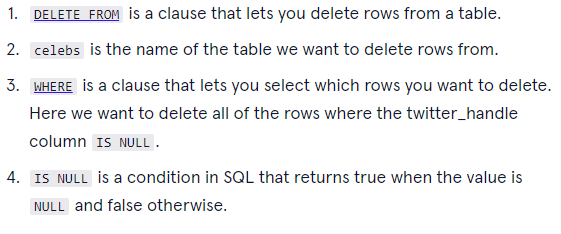 1. DELETE FROM is a clause that lets you delete rows from a table.
2. celebs is the name of the table we want to delete rows from.
3. WHERE is a clause that lets you select which rows you want to delete.
Here we want to delete all of the rows where the twitter_handle
column IS NULL.
4. IS NULL is a condition in SQL that returns true when the value is
NULL and false otherwise.